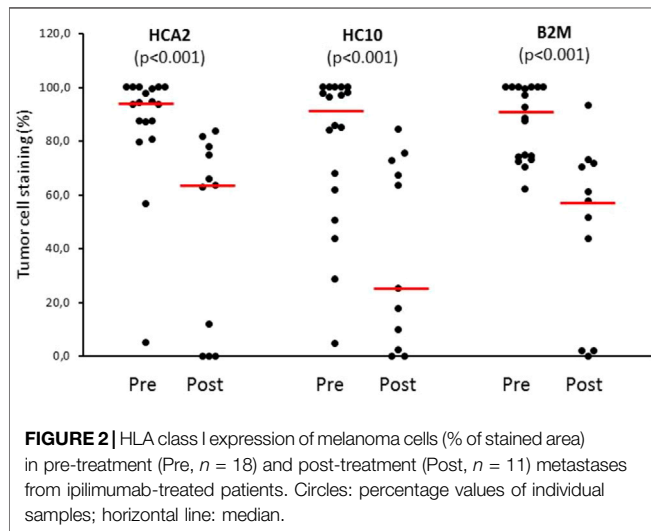 HCA2 HC10 B2M
(p<0.001) (p<0.001) (p<0.001)
120,0
100,0
80,0
60,0
40,0
20,0
0,0
Tumor cell staining (%)
Pre Post Pre Post Pre Post
FIGURE 2 | HLA class I expression of melanoma cells (% of stained area)
in pre-treatment (Pre, n = 18) and post-treatment (Post, n = 11) metastases
from ipilimumab-treated patients. Circles: percentage values of individual
samples; horizontal line: median.